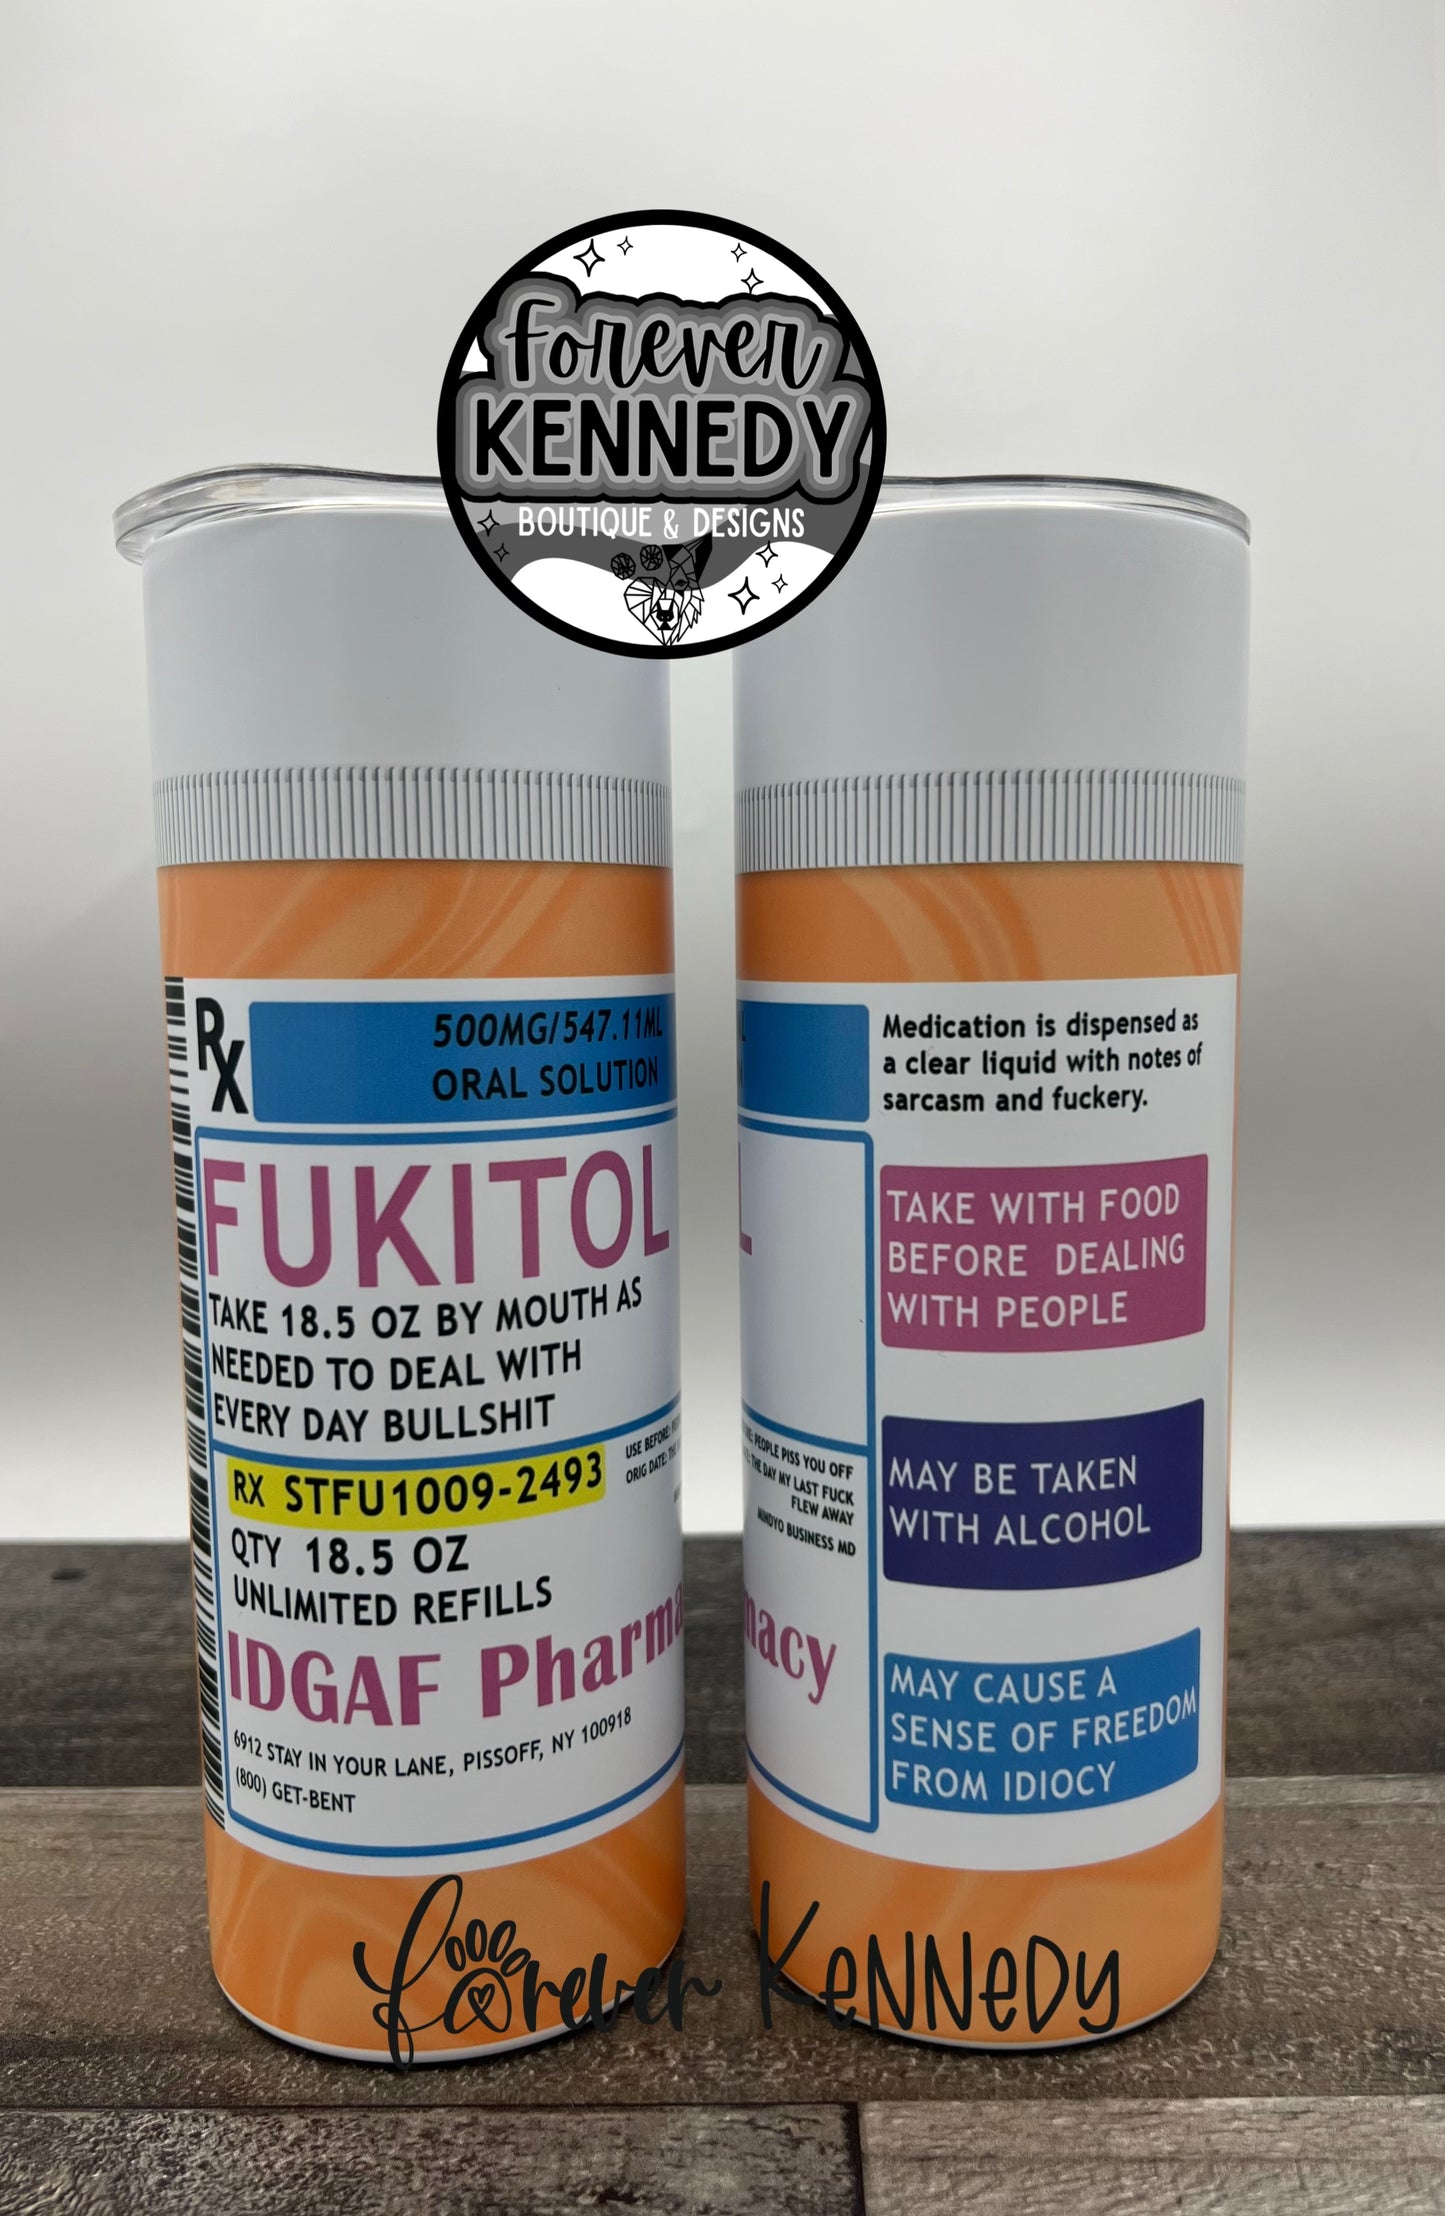 Forever
KENNEDY
BOUTIQUE & DESIGNS
RX
500MG/547.11ML
ORAL SOLUTION
FUKITOL
TAKE 18.5 OZ BY MOUTH AS
NEEDED TO DEAL WITH
EVERY DAY BULLSHIT
RX STFU1009-2493
USE BEFORE:
ORIG DATE:
QTY 18.5 OZ
UNLIMITED REFILLS
IDGAF Pharma
6912 STAY IN YOUR LANE, PISSOFF, NY 100918
(800) GET-BENT
L
PEOPLE PISS YOU OFF
THE DAY MY LAST FUCK
FLEW AWAY
MINDYO BUSINESS MD
macy
Medication is dispensed as
a clear liquid with notes of
sarcasm and fuckery.
TAKE WITH FOOD
BEFORE DEALING
WITH PEOPLE
MAY BE TAKEN
WITH ALCOHOL
MAY CAUSE A
SENSE OF FREEDOM
FROM IDIOCY
forever KeNNeDy